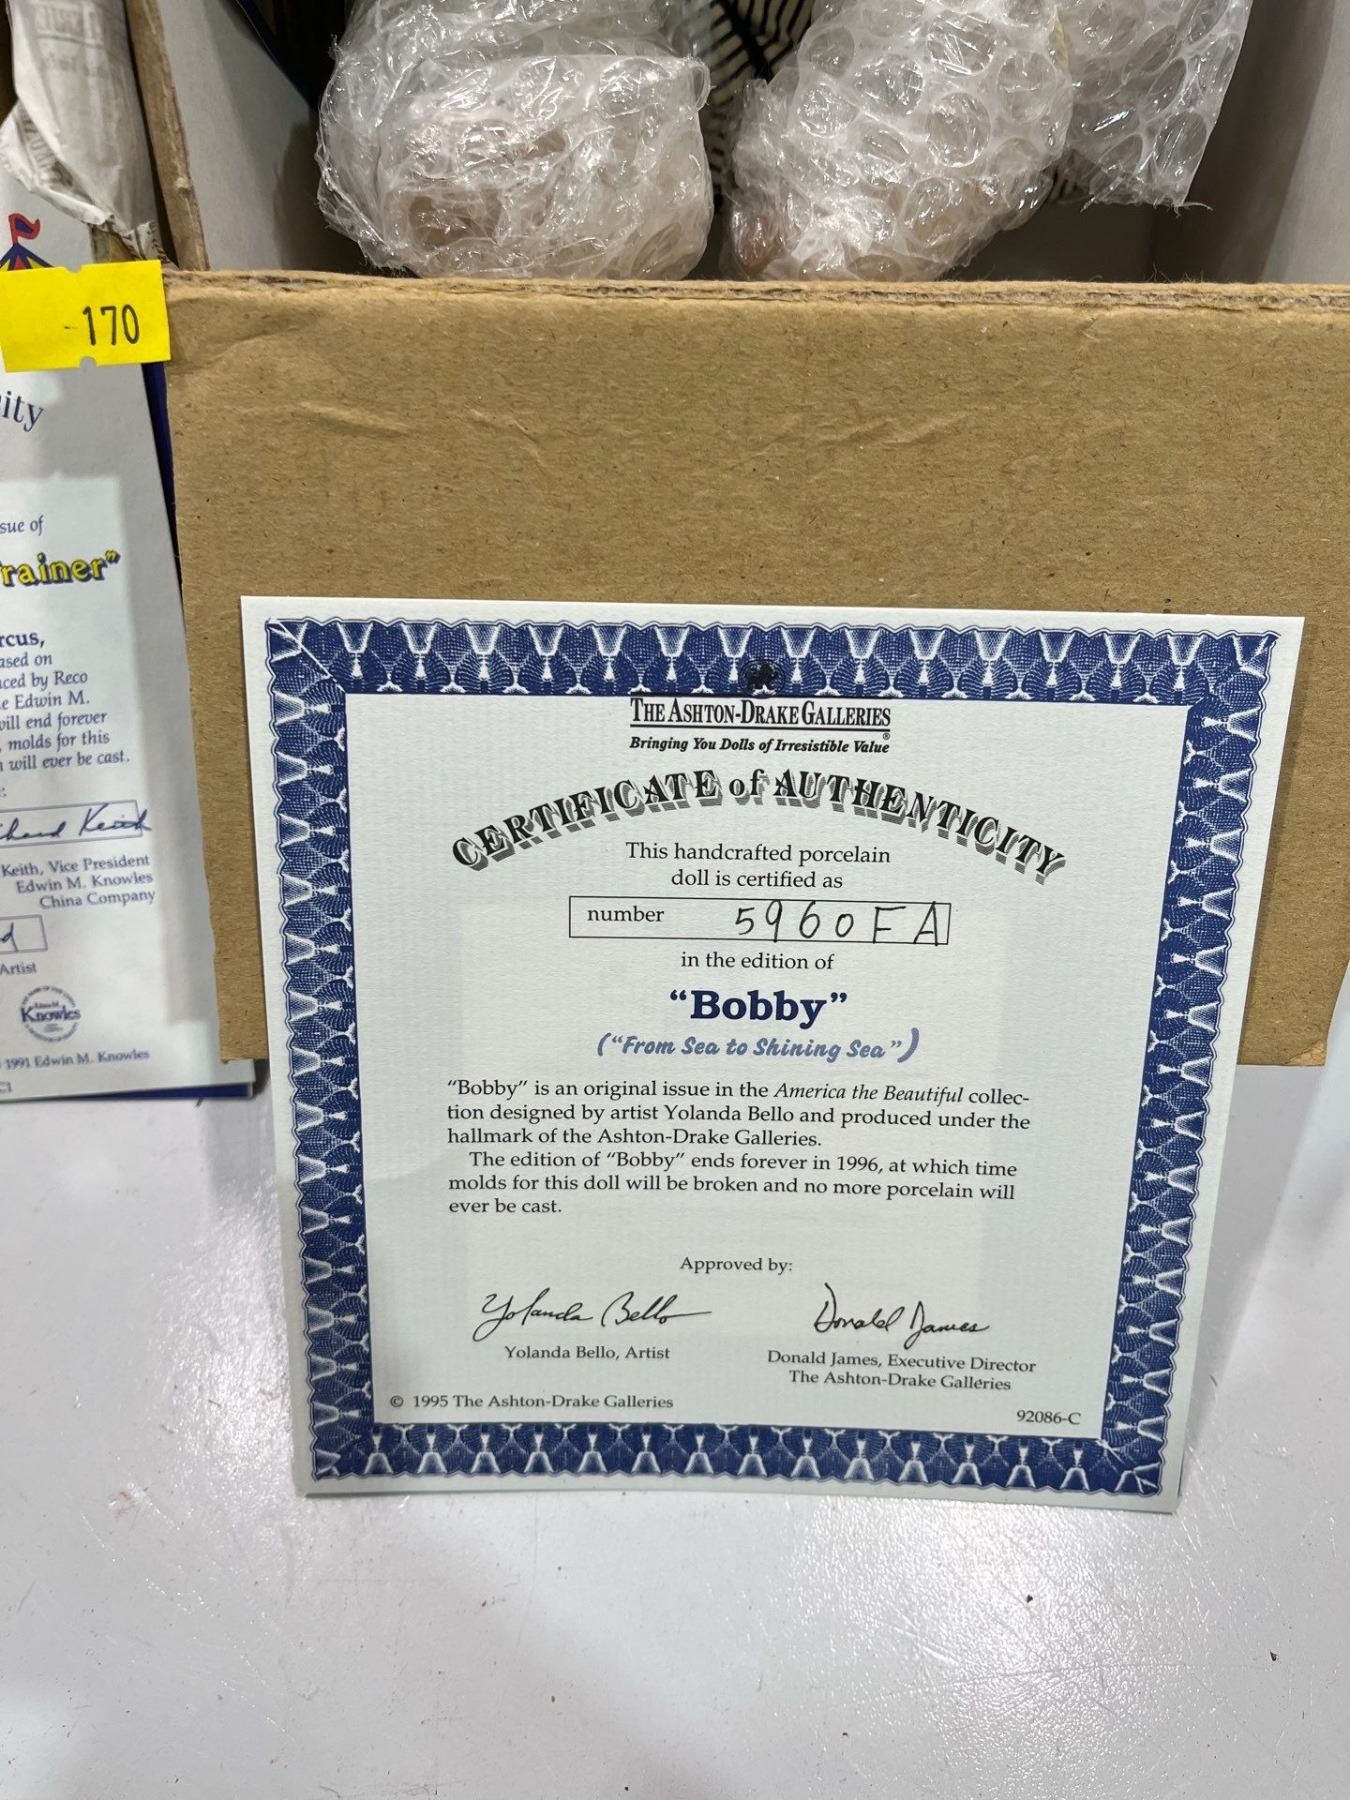 170
ity
sue of
rainer"
rcus,
ased on
ced by Reco
e Edwin M.
will end forever
, molds for this
will ever be cast.
Keith
Keith, Vice President
Edwin M. Knowles
China Company
Artist
Knowles
1991 Edwin M. Knowles
THE ASHTON-DRAKE GALLERIES
Bringing You Dolls of Irresistible Value®
CERTIFICATE of AUTHENTICITY
This handcrafted porcelain
doll is certified as
number 5960FA
in the edition of
“Bobby”
(“From Sea to Shining Sea”)
“Bobby” is an original issue in the America the Beautiful collec-
tion designed by artist Yolanda Bello and produced under the
hallmark of the Ashton-Drake Galleries.
The edition of “Bobby” ends forever in 1996, at which time
molds for this doll will be broken and no more porcelain will
ever be cast.
Approved by:
Yolanda Bello
Donald James
Yolanda Bello, Artist
Donald James, Executive Director
The Ashton-Drake Galleries
© 1995 The Ashton-Drake Galleries
92086-C